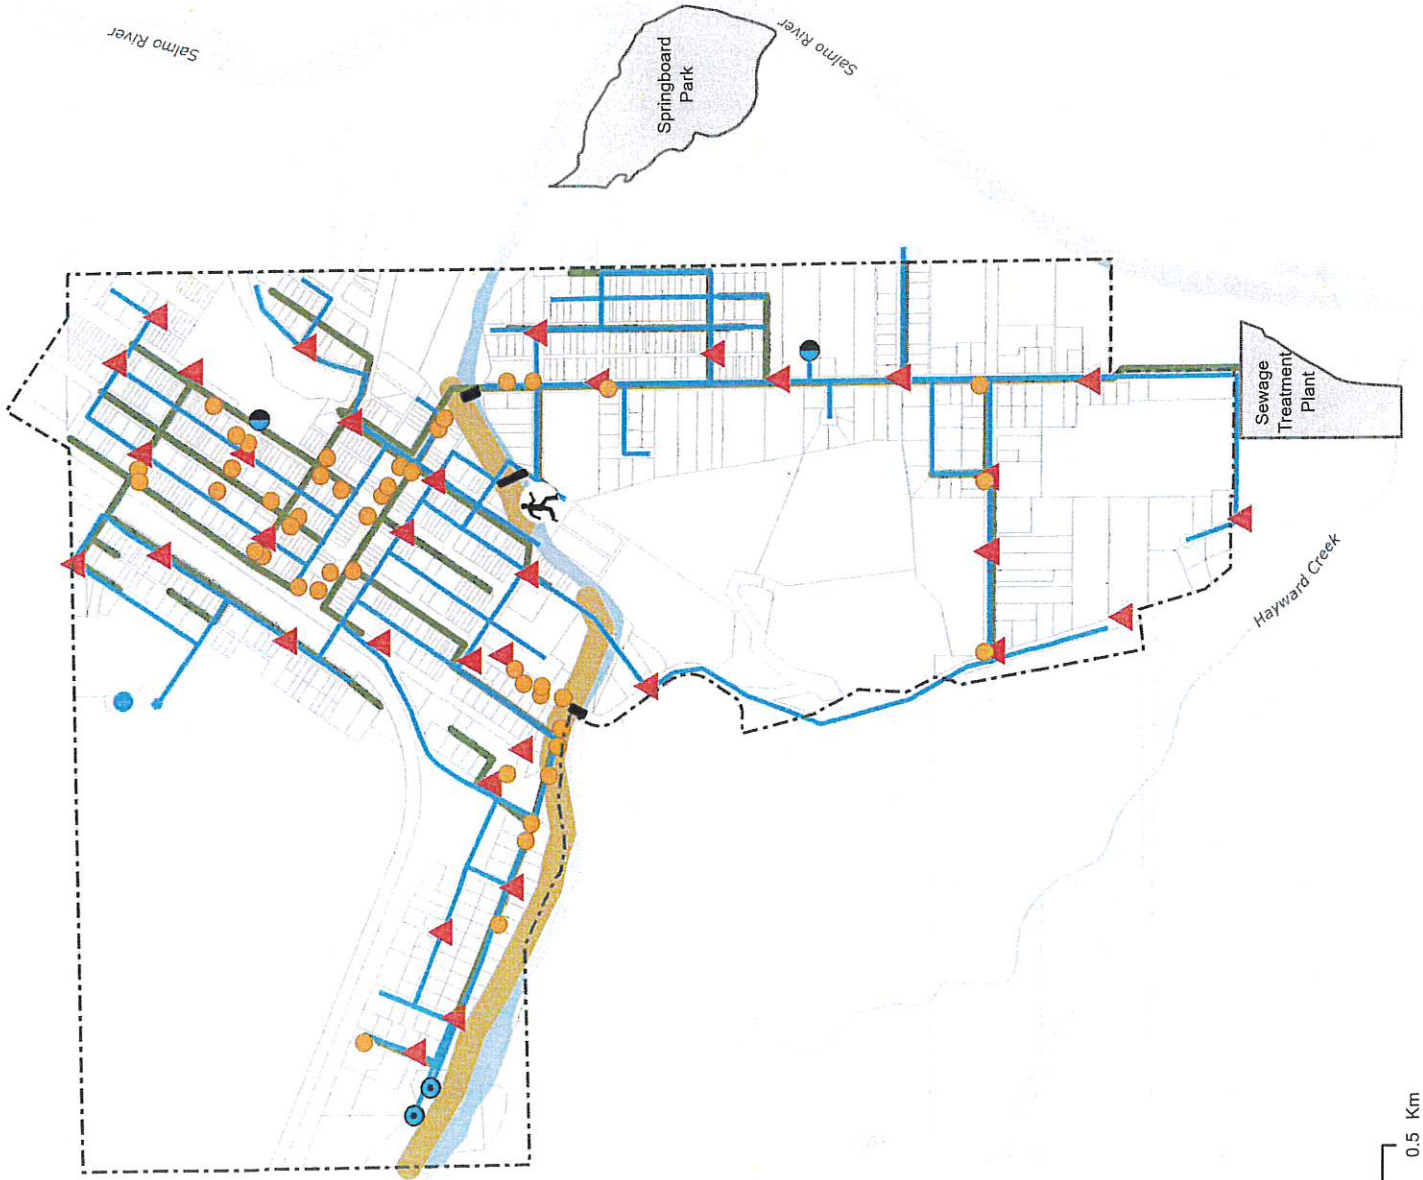 Salmo River
Salmo River
Springboard
Park
Sewage
Treatment
Plant
Hayward Creek
0.5 Km